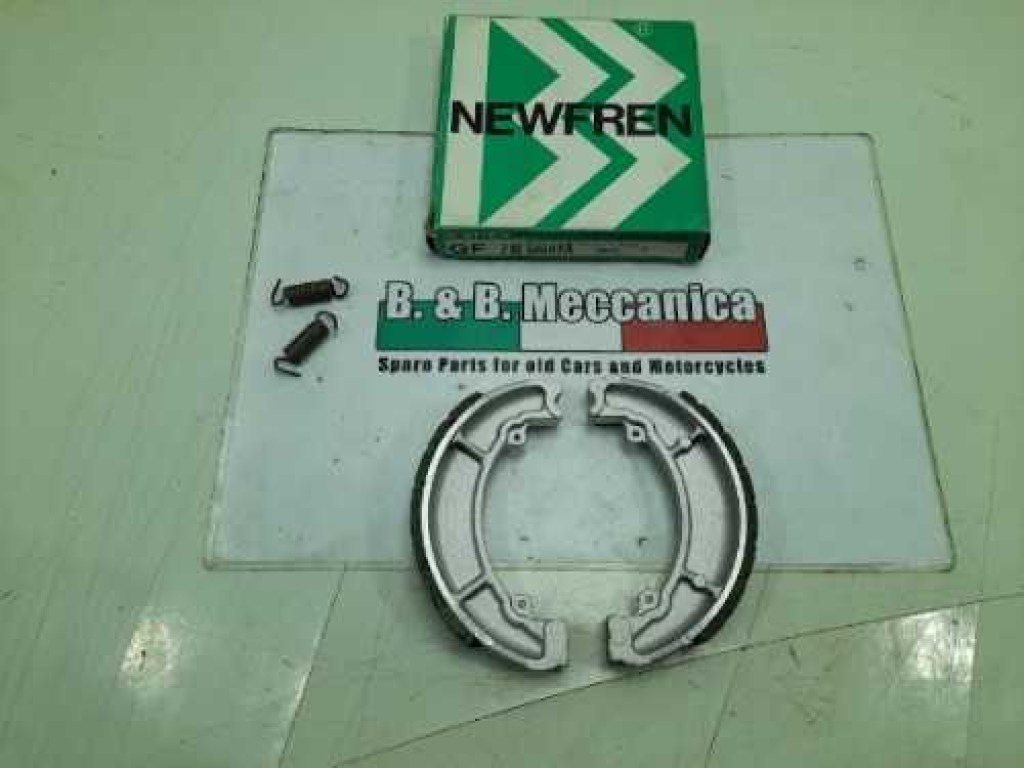 ®
NEWFREN
GF
B. & B. Meccanica
Spare Parts for old Cars and Motorcycles